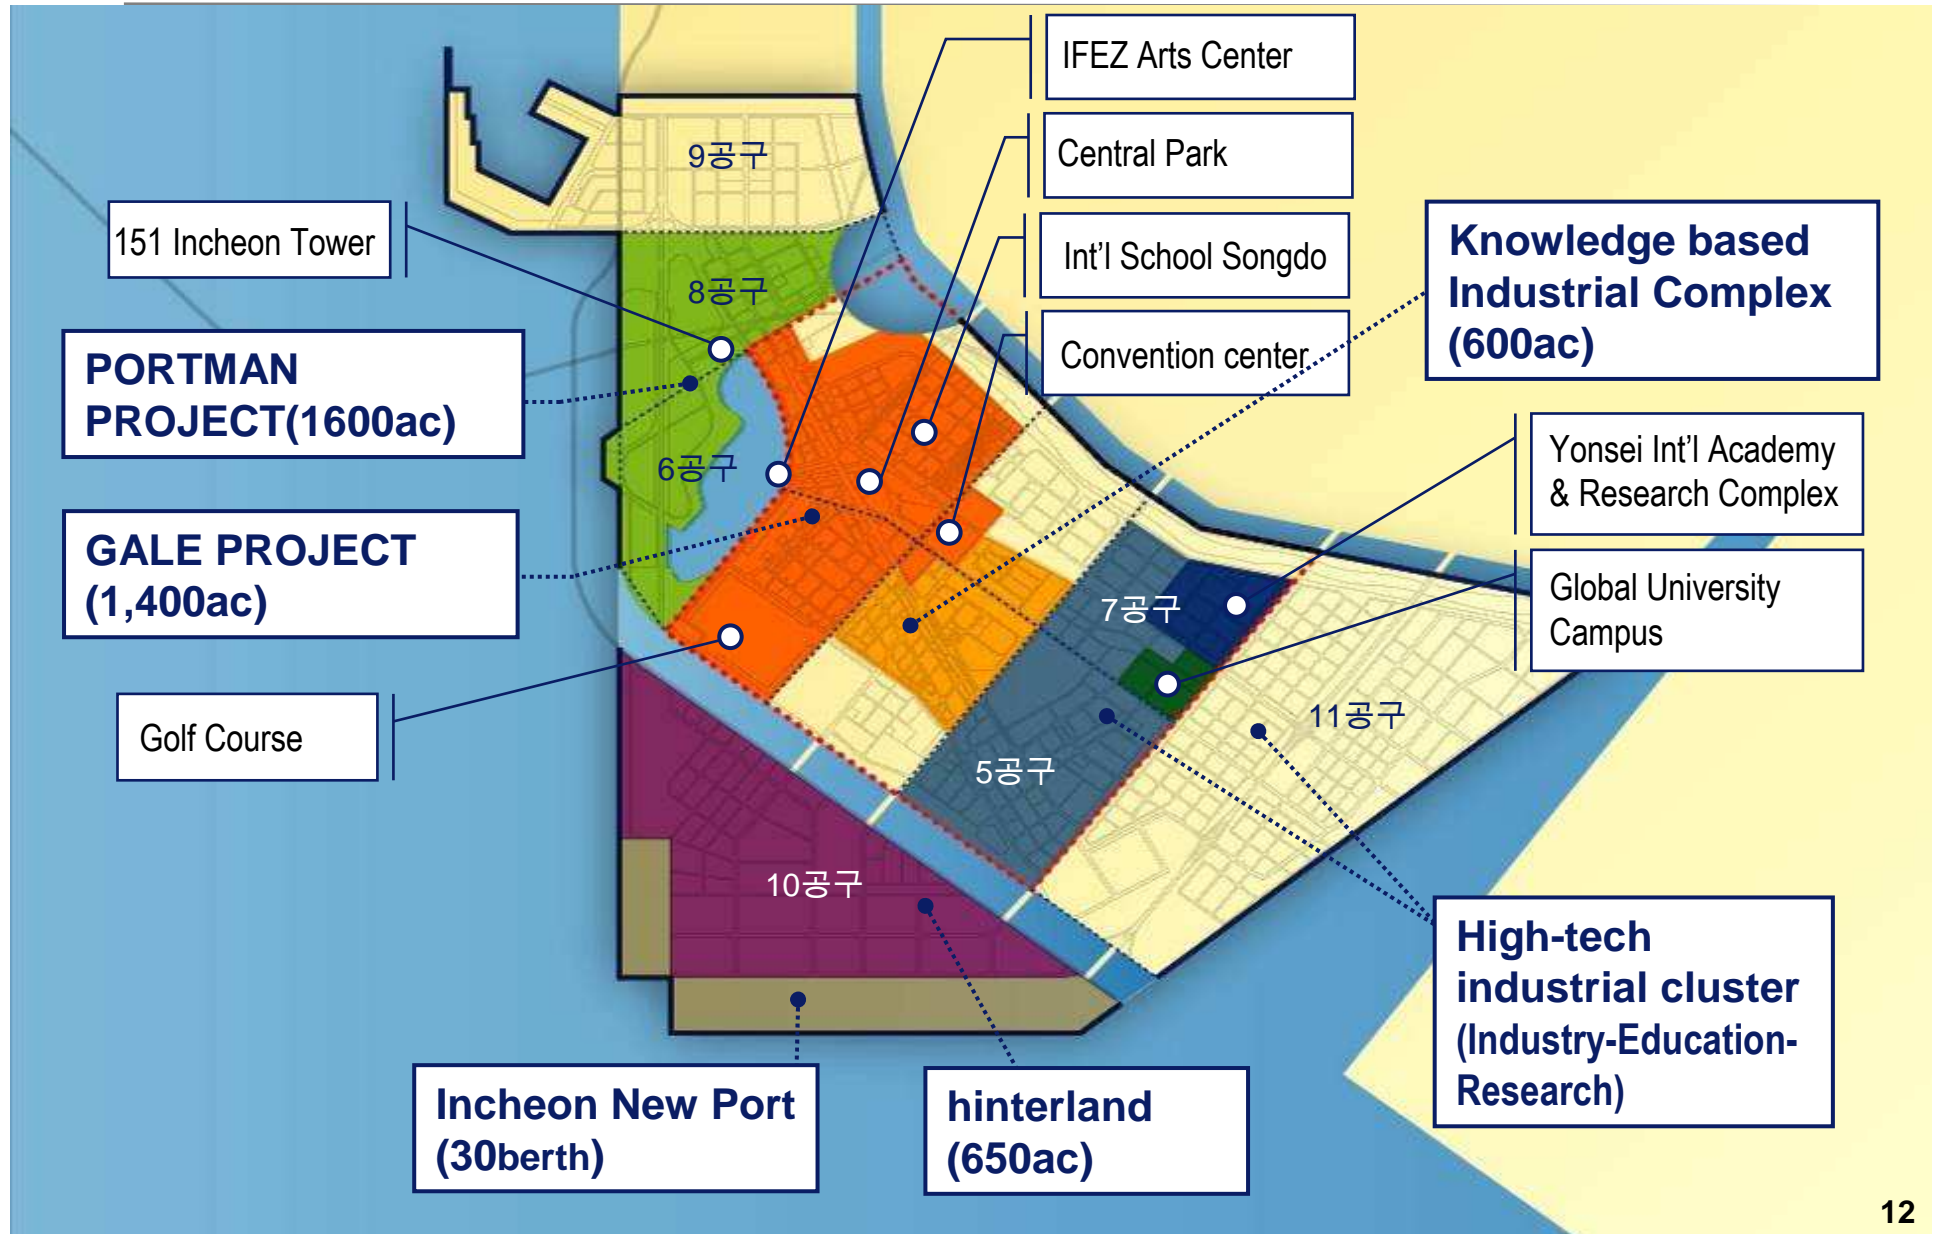 IFEZ Arts Center
Central Park
Int'l School Songdo
Convention center
151 Incheon Tower
PORTMAN
PROJECT(1600ac)
GALE PROJECT
(1,400ac)
Golf Course
Knowledge based
Industrial Complex
(600ac)
Yonsei Int'l Academy
& Research Complex
Global University
Campus
9공구
8공구
6공구
7공구
11공구
5공구
10공구
High-tech
industrial cluster
(Industry-Education-
Research)
Incheon New Port
(30berth)
hinterland
(650ac)
12